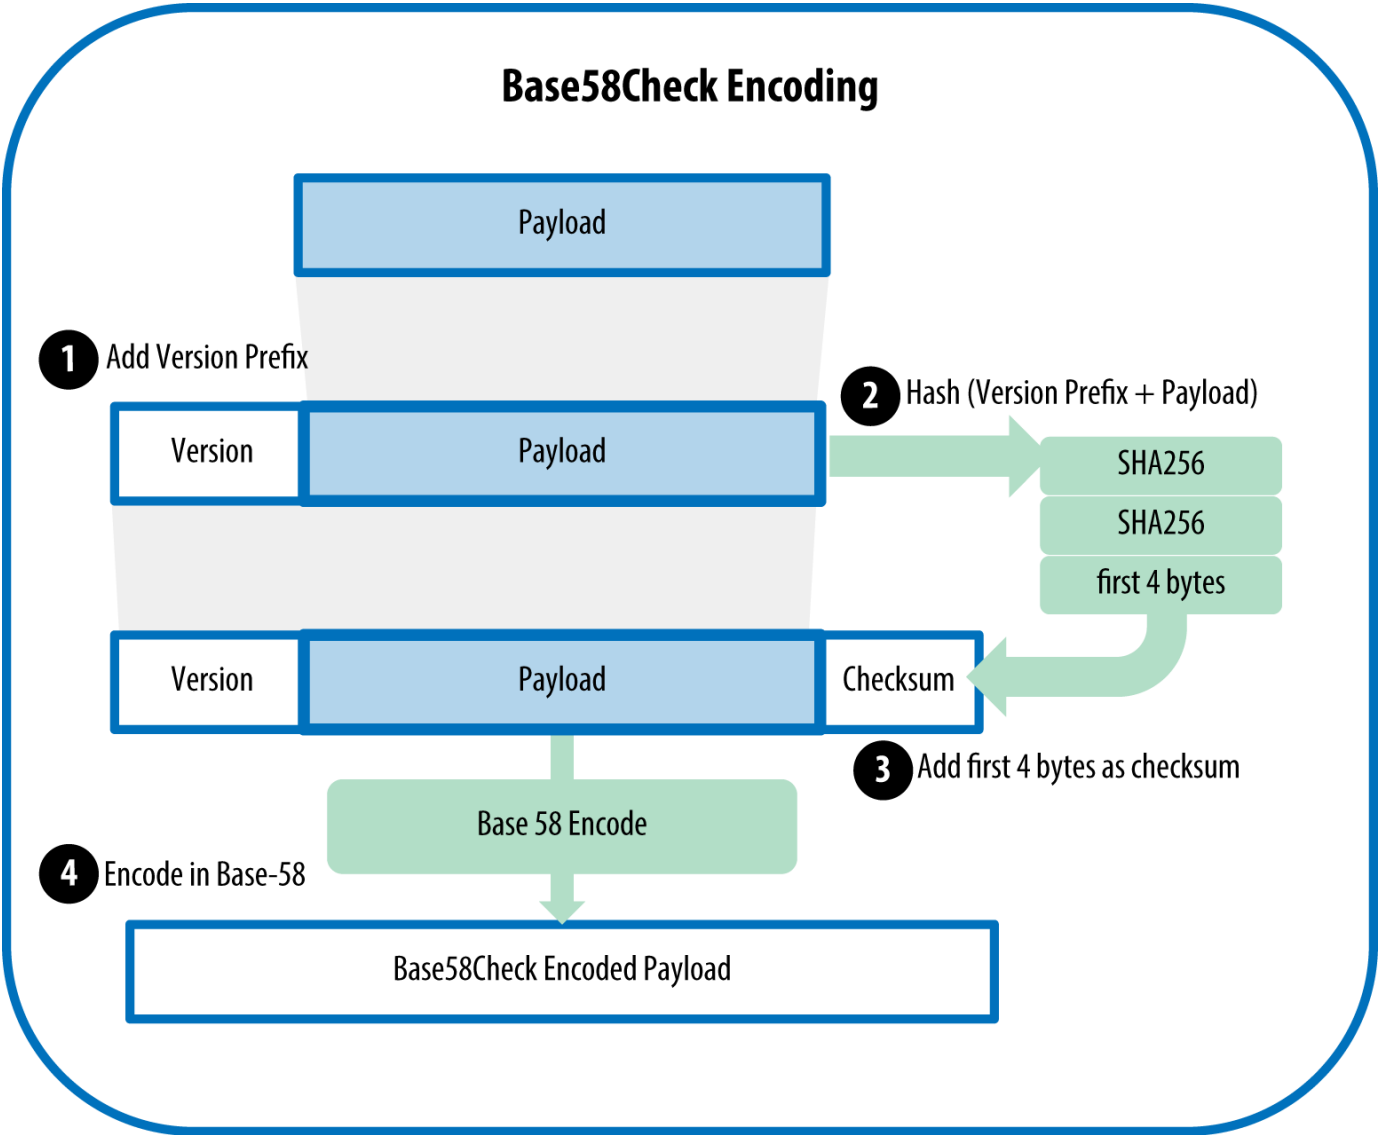 Base58Check Encoding
Payload
1 Add Version Prefix
2 Hash (Version Prefix + Payload)
Version Payload
SHA256
SHA256
first 4 bytes
Version Payload Checksum
3 Add first 4 bytes as checksum
Base 58 Encode
4 Encode in Base-58
Base58Check Encoded Payload